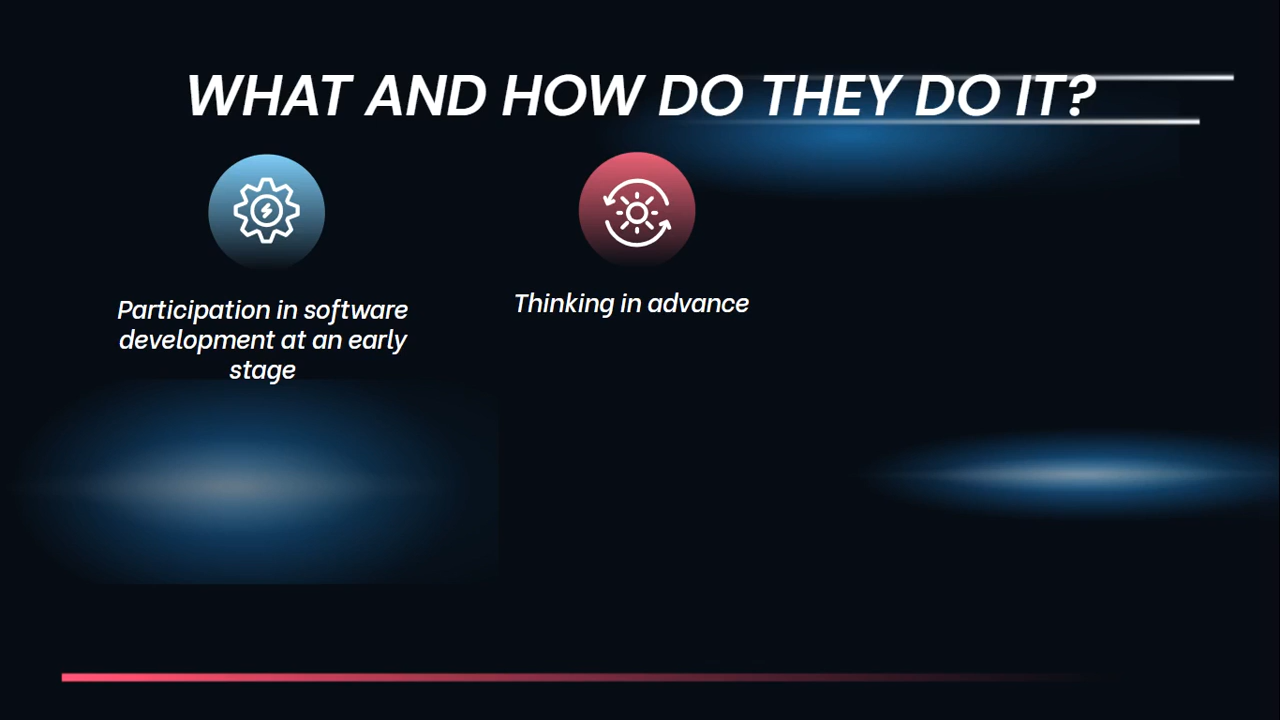 WHAT AND HOW DO THEY DO IT?
Participation in software
development at an early
stage
Thinking in advance